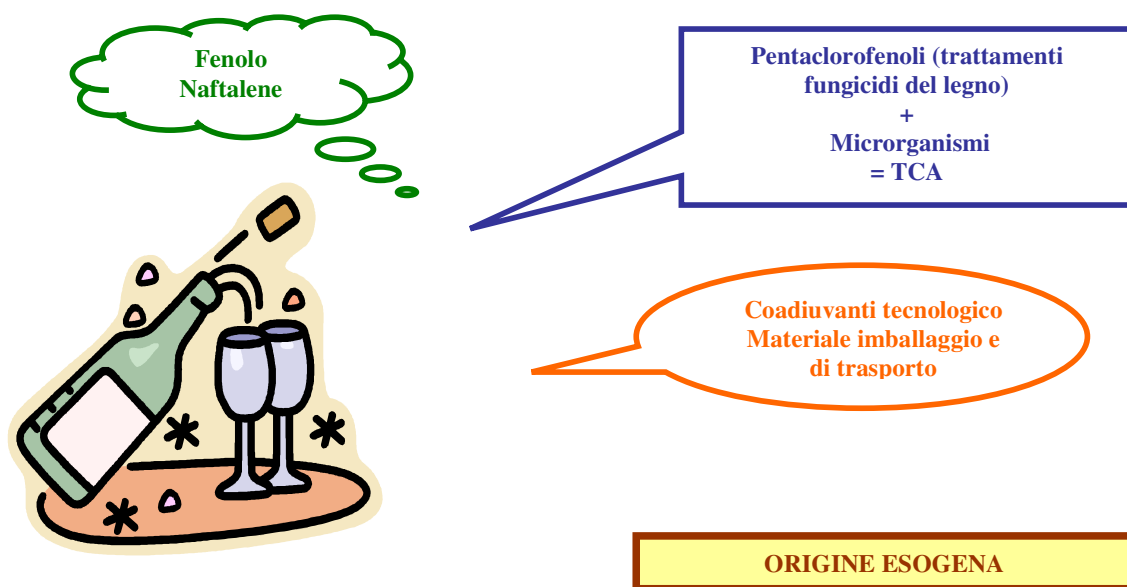 Fenolo
Naftalene
Pentaclorofenoli (trattamenti
fungicidi del legno)
+
Microrganismi
= TCA
Coadiuvanti tecnologico
Materiale imballaggio e
di trasporto
ORIGINE ESOGENA